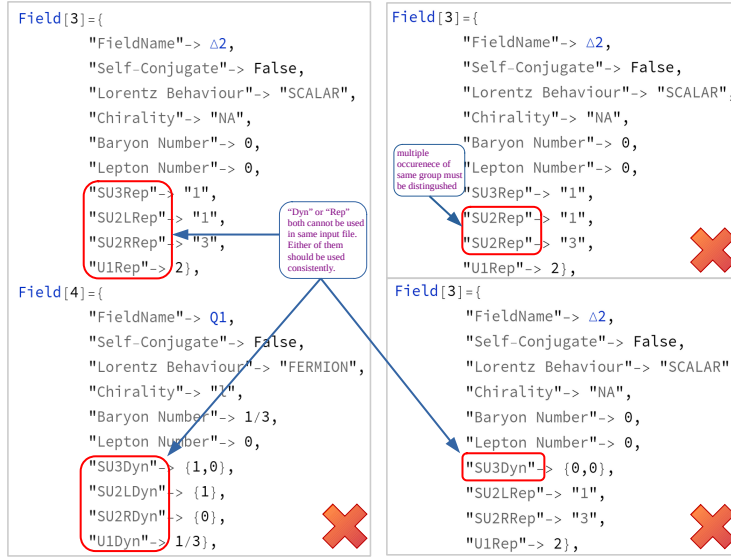 Field[3]={
"FieldName"-> Δ2,
"Self-Conjugate"-> False,
"Lorentz Behaviour"-> "SCALAR",
"Chirality"-> "NA",
"Baryon Number"-> 0,
"Lepton Number"-> 0,
"SU3Rep"-> "1",
"SU2LRep"-> "1",
"SU2RRep"-> "3",
"U1Rep"-> 2},
Field[4]={
"FieldName"-> Q1,
"Self-Conjugate"-> False,
"Lorentz Behaviour"-> "FERMION",
"Chirality"-> "l",
"Baryon Number"-> 1/3,
"Lepton Number"-> 0,
"SU3Dyn"-> {1,0},
"SU2LDyn"-> {1},
"SU2RDyn"-> {0},
"U1Dyn"-> 1/3},
"Dyn" or "Rep"
both cannot be used
in same input file.
Either of them
should be used
consistently.
Field[3]={
"FieldName"-> Δ2,
"Self-Conjugate"-> False,
"Lorentz Behaviour"-> "SCALAR",
"Chirality"-> "NA",
"Baryon Number"-> 0,
"Lepton Number"-> 0,
"SU3Rep"-> "1",
"SU2Rep"-> "1",
"SU2Rep"-> "3",
"U1Rep"-> 2},
multiple
occurenece of
same group must
be distingushed
Field[3]={
"FieldName"-> Δ2,
"Self-Conjugate"-> False,
"Lorentz Behaviour"-> "SCALAR"
"Chirality"-> "NA",
"Baryon Number"-> 0,
"Lepton Number"-> 0,
"SU3Dyn"-> {0,0},
"SU2LRep"-> "1",
"SU2RRep"-> "3",
"U1Rep"-> 2},